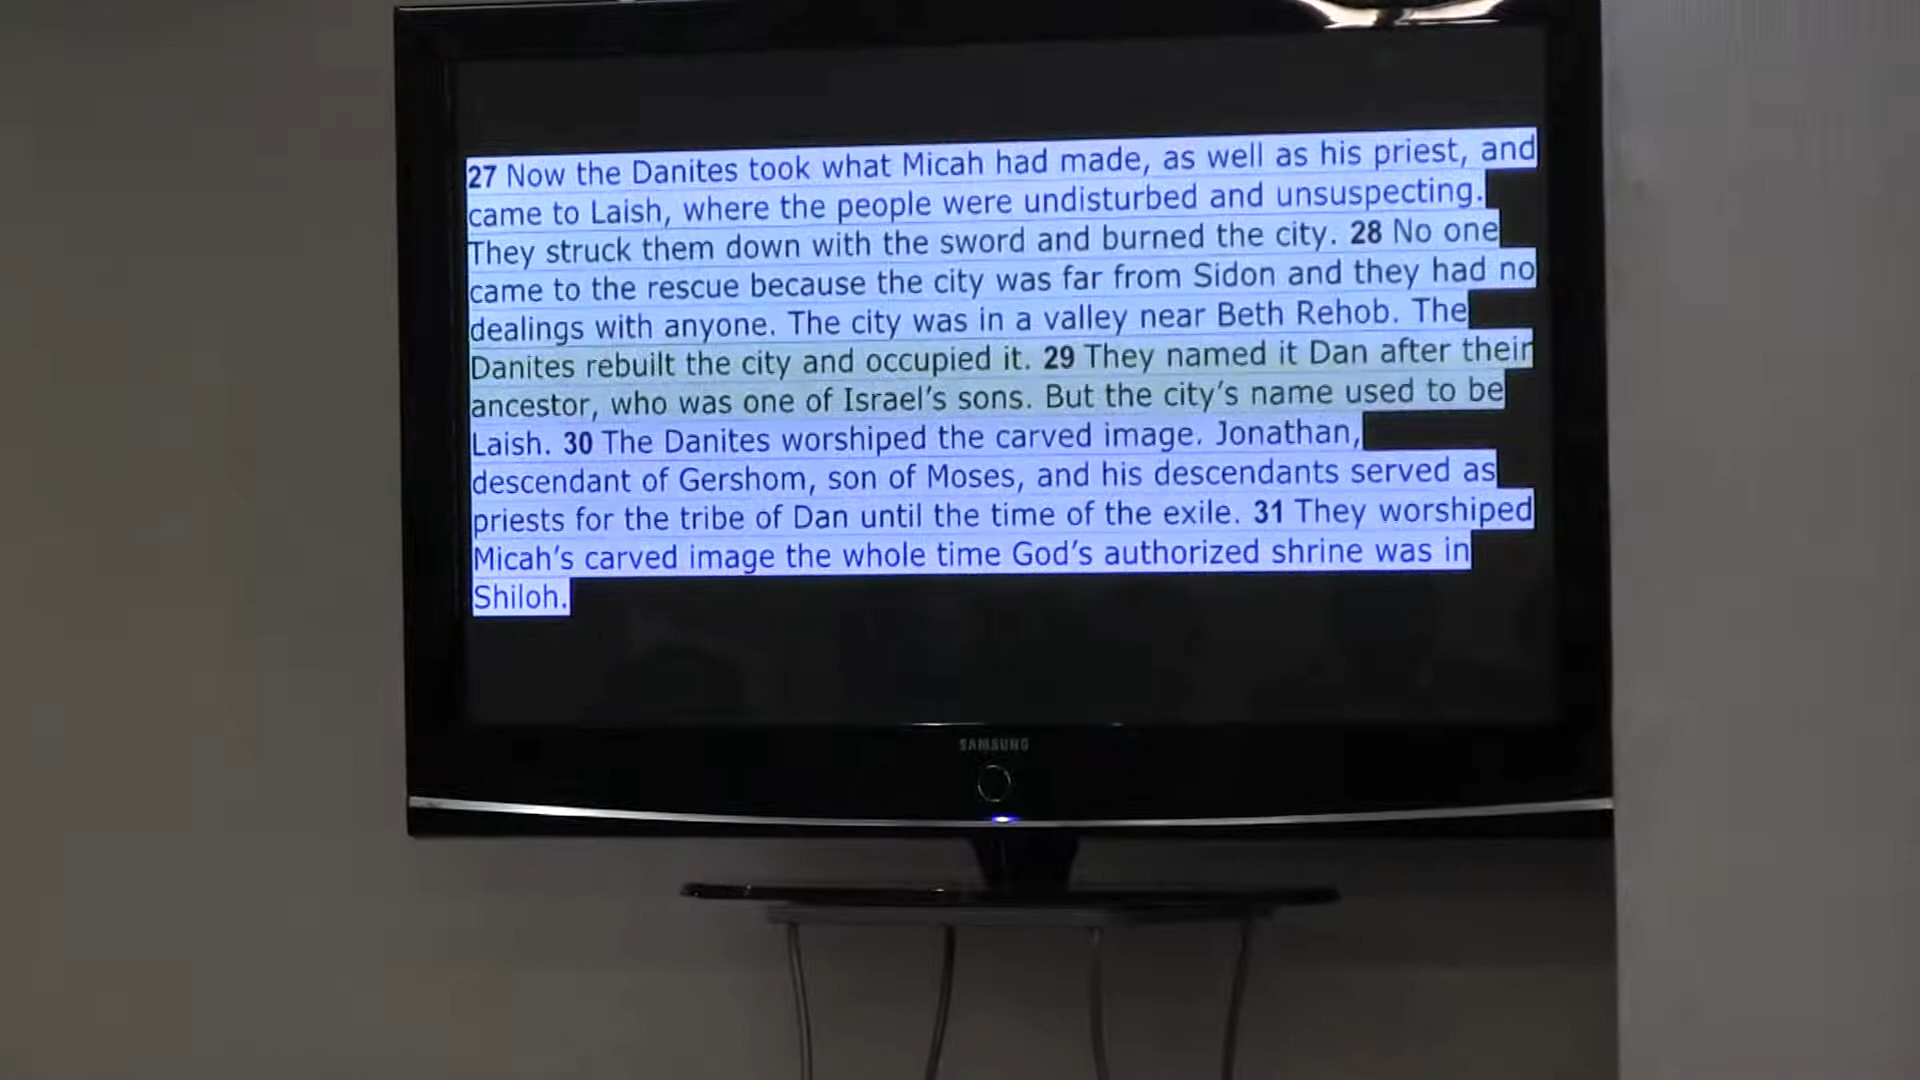 27 Now the Danites took what Micah had made, as well as his priest, and
came to Laish, where the people were undisturbed and unsuspecting.
They struck them down with the sword and burned the city. 28 No one
came to the rescue because the city was far from Sidon and they had no
dealings with anyone. The city was in a valley near Beth Rehob. The
Danites rebuilt the city and occupied it. 29 They named it Dan after their
ancestor, who was one of Israel's sons. But the city's name used to be
Laish. 30 The Danites worshiped the carved image. Jonathan,
descendant of Gershom, son of Moses, and his descendants served as
priests for the tribe of Dan until the time of the exile. 31 They worshiped
Micah's carved image the whole time God's authorized shrine was in
Shiloh.
SAMSUNG